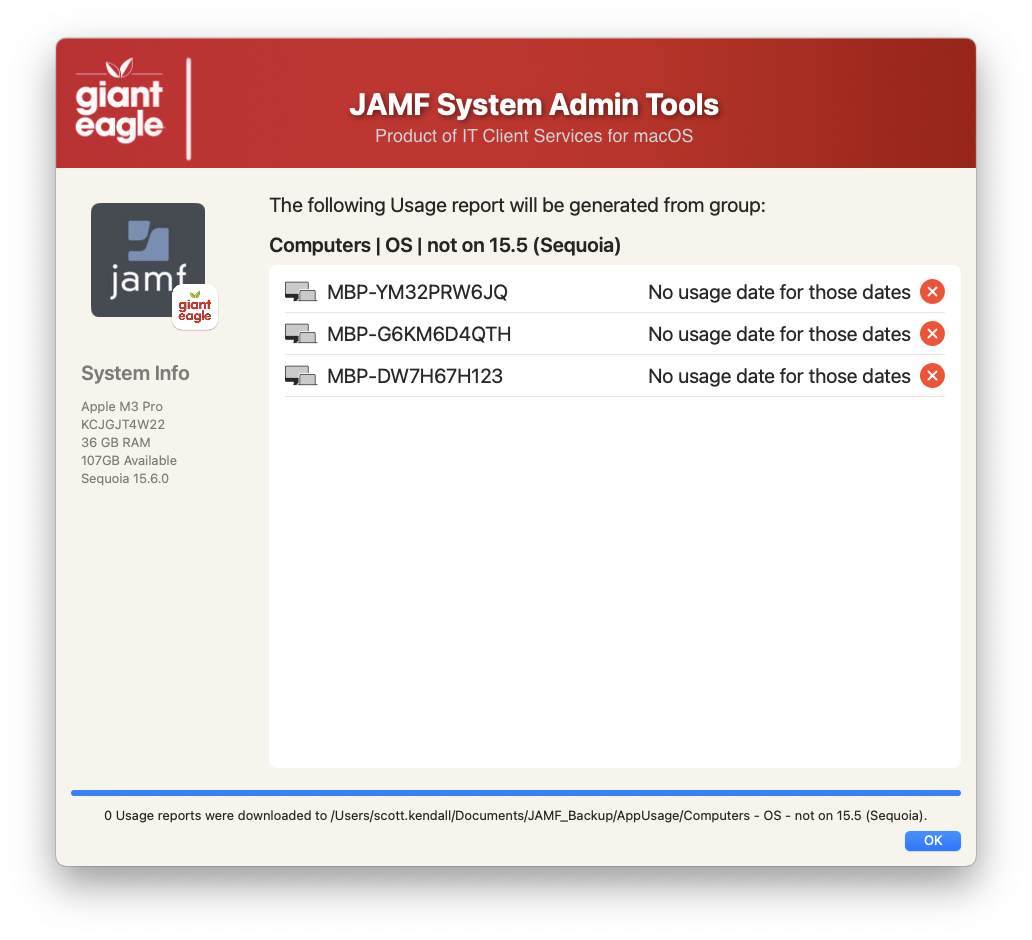 giant
eagle
JAMF System Admin Tools
Product of IT Client Services for macOS
jamf
giant
eagle
System Info
Apple M3 Pro
KCJGJT4W22
36 GB RAM
107GB Available
Sequoia 15.6.0
The following Usage report will be generated from group:
Computers | OS | not on 15.5 (Sequoia)
MBP-YM32PRW6JQ No usage date for those dates
MBP-G6KM6D4QTH No usage date for those dates
MBP-DW7H67H123 No usage date for those dates
0 Usage reports were downloaded to /Users/scott.kendall/Documents/JAMF_Backup/AppUsage/Computers - OS - not on 15.5 (Sequoia).
OK